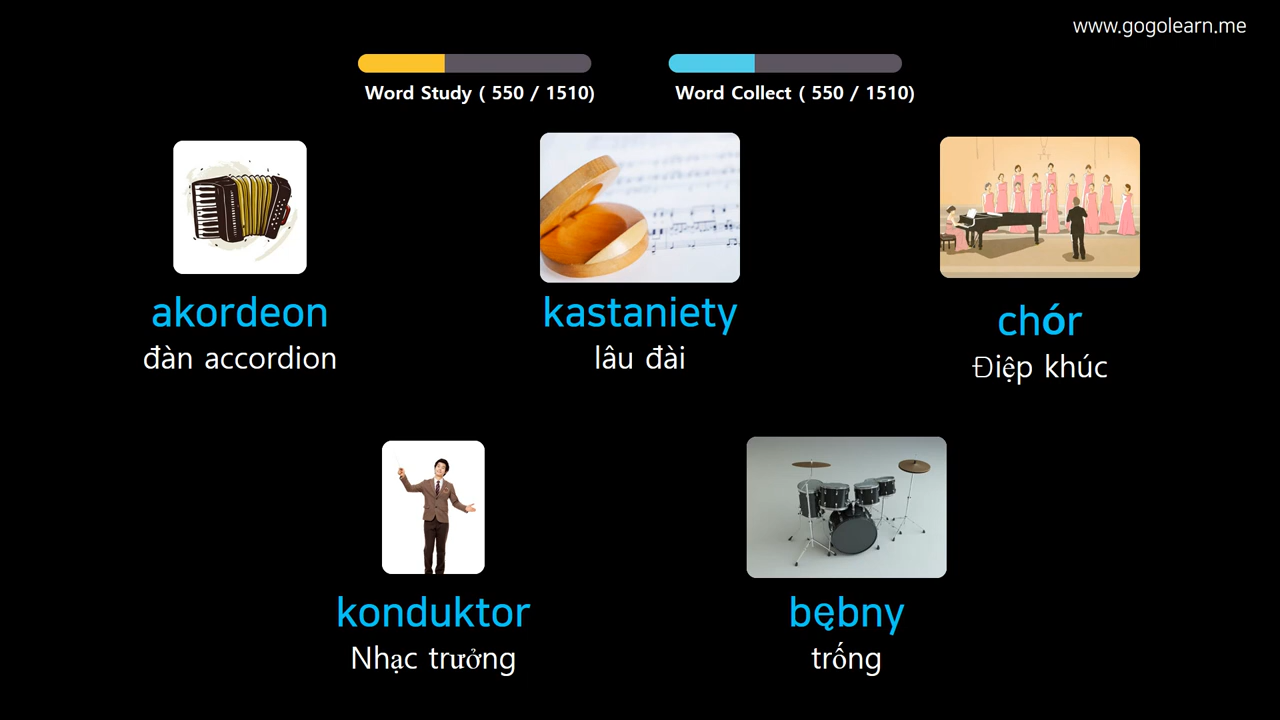 www.gogolearn.me
Word Study ( 550 / 1510)
Word Collect ( 550 / 1510)
akordeon
đàn accordion
kastaniety
lâu đài
chór
Điệp khúc
konduktor
Nhạc trưởng
bębny
trống